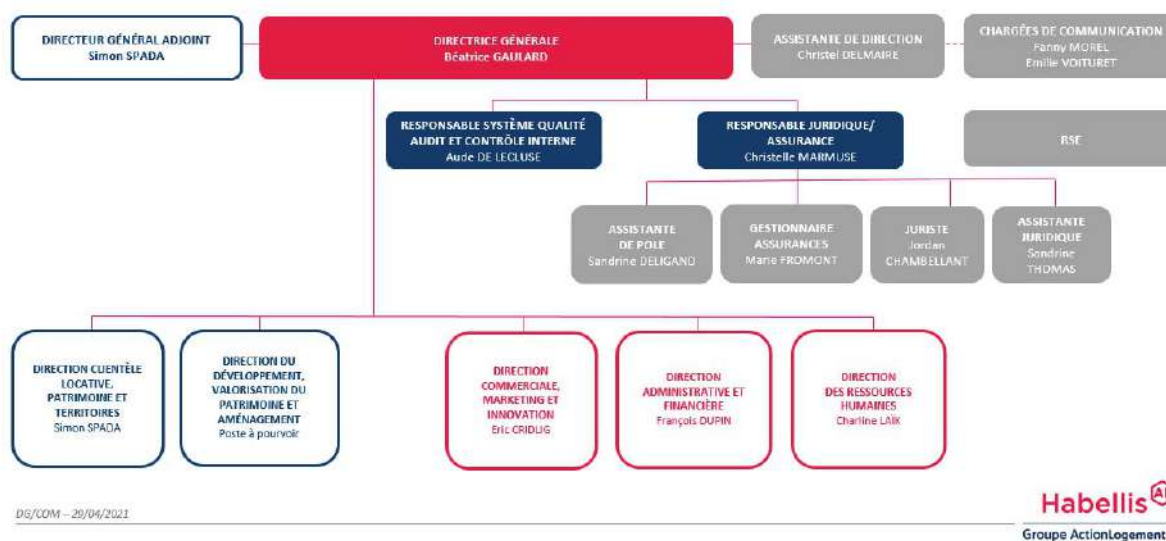 DIRECTEUR GÉNÉRAL ADJOINT
Simon SPADA
DIRECTRICE GÉNÉRALE
Béatrice GAULARD
ASSISTANTE DE DIRECTION
Christel DELMAIRE
CHARGÉES DE COMMUNICATION
Fanny MOREL
Emilie VOITURET
RESPONSABLE SYSTÈME QUALITÉ
AUDIT ET CONTRÔLE INTERNE
Aude DE LECLUSE
RESPONSABLE JURIDIQUE/
ASSURANCE
Christelle MARMUSE
RSE
ASSISTANTE
DE POLE
Sandrine DELIGAND
GESTIONNAIRE
ASSURANCES
Marie FROMONT
JURISTE
Jordan
CHAMBELLANT
ASSISTANTE
JURIDIQUE
Sandrine
THOMAS
DIRECTION CLIENTÈLE
LOCATIVE,
PATRIMOINE ET
TERRITOIRES
Simon SPADA
DIRECTION DU
DÉVELOPPEMENT,
VALORISATION DU
PATRIMOINE ET
AMÉNAGEMENT
Poste à pourvoir
DIRECTION
COMMERCIALE,
MARKETING ET
INNOVATION
Eric CRIDLIG
DIRECTION
ADMINISTRATIVE ET
FINANCIÈRE
François DUPIN
DIRECTION
DES RESSOURCES
HUMAINES
Charline LAÏK
DG/COM – 29/04/2021
Habellis
Groupe ActionLogement